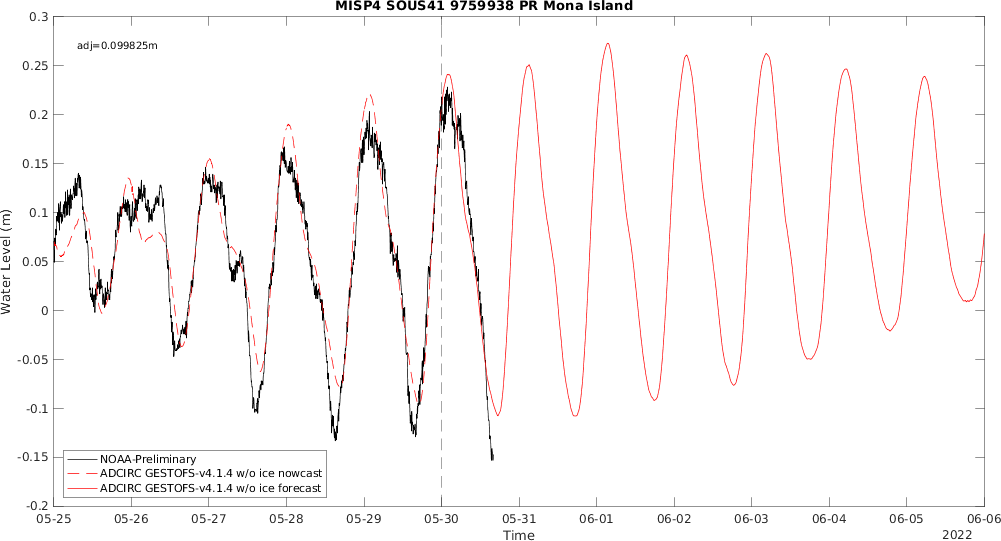 MISP4 SOUS41 9759938 PR Mona Island
adj=0.099825m
0.3
0.25
0.2
0.15
0.1
0.05
0
-0.05
-0.1
-0.15
-0.2
Water Level (m)
NOAA-Preliminary
ADCIRC GESTOFS-v4.1.4 w/o ice nowcast
ADCIRC GESTOFS-v4.1.4 w/o ice forecast
05-25 05-26 05-27 05-28 05-29 05-30 05-31 06-01 06-02 06-03 06-04 06-05 06-06
Time
2022